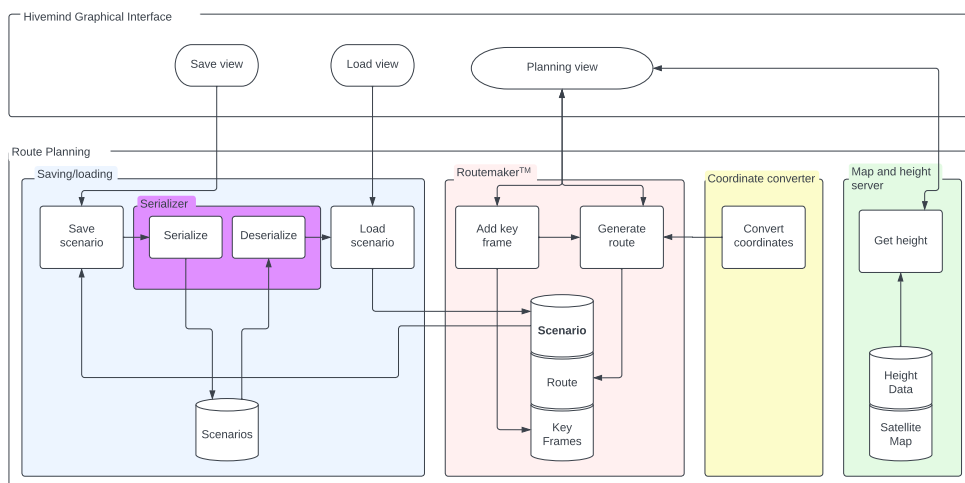 Hivemind Graphical Interface
Save view
Load view
Planning view
Route Planning
Saving/loading
Serializer
Save
scenario
Serialize
Deserialize
Load
scenario
Scenarios
Routemaker™
Add key
frame
Generate
route
Scenario
Route
Key
Frames
Coordinate converter
Convert
coordinates
Map and height
server
Get height
Height
Data
Satellite
Map